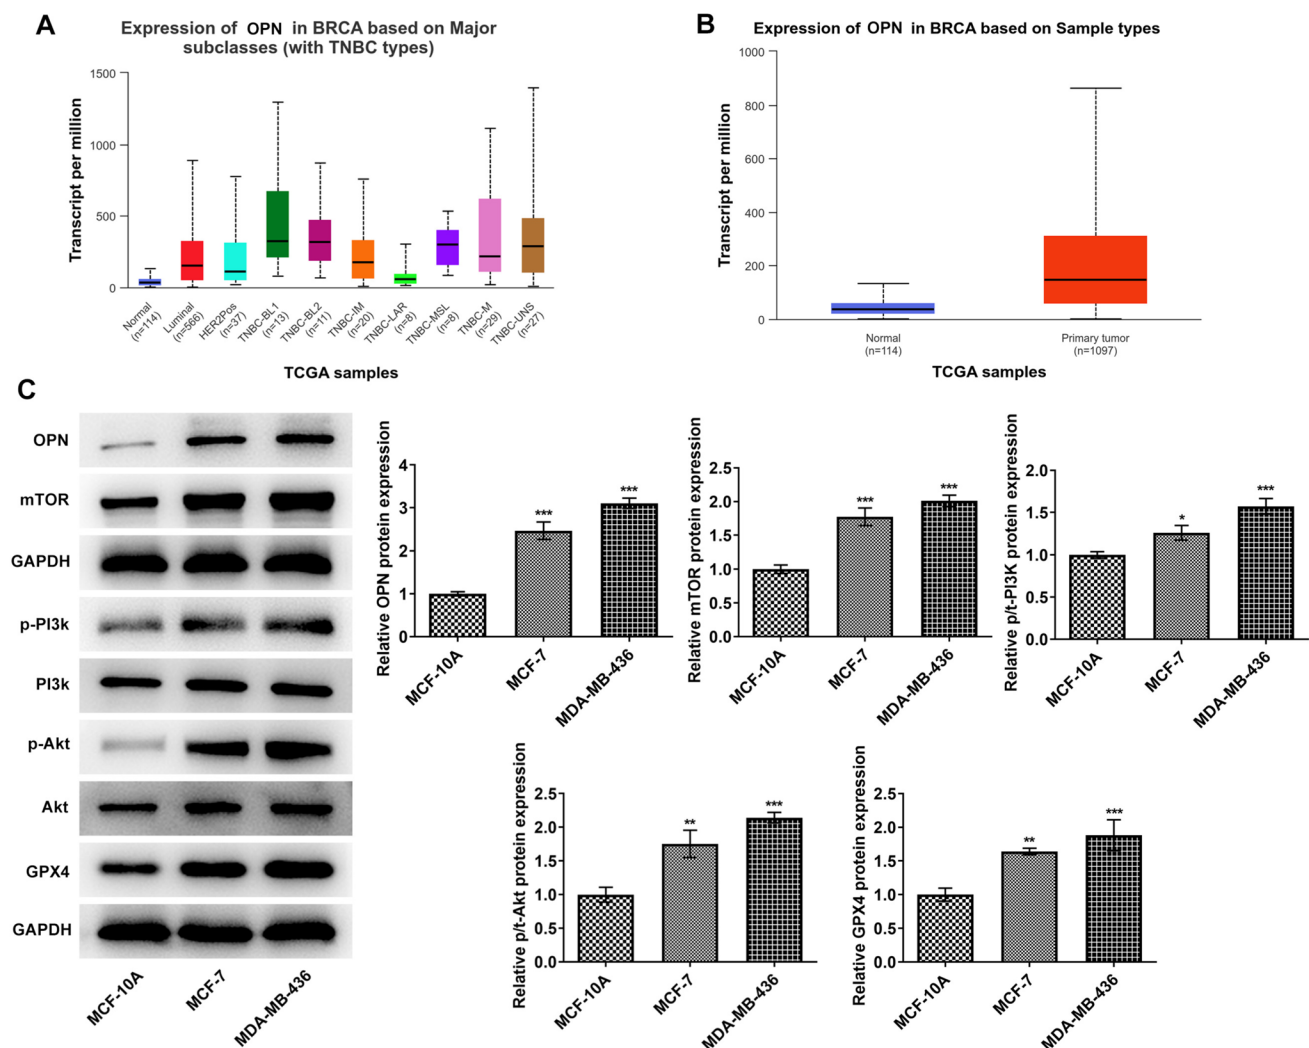 A
Expression of OPN in BRCA based on Major
subclasses (with TNBC types)
Transcript per million
1500
1000
500
0
Normal
(n=114)
Luminal
(n=566)
HER2Pos
(n=37)
TNBC-BL1
(n=13)
TNBC-BL2
(n=11)
TNBC-IM
(n=20)
TNBC-LAR
(n=8)
TNBC-MSL
(n=8)
TNBC-M
(n=29)
TNBC-UNS
(n=27)
TCGA samples
B
Expression of OPN in BRCA based on Sample types
Transcript per million
1000
800
600
400
200
0
Normal
(n=114)
Primary tumor
(n=1097)
TCGA samples
C
OPN
mTOR
GAPDH
p-PI3k
PI3k
p-Akt
Akt
GPX4
GAPDH
MCF-10A
MCF-7
MDA-MB-436
Relative OPN protein expression
4
3
2
1
0
***
***
MCF-10A
MCF-7
MDA-MB-436
Relative mTOR protein expression
2.5
2.0
1.5
1.0
0.5
0.0
***
***
MCF-10A
MCF-7
MDA-MB-436
Relative p/t-PI3K protein expression
2.0
1.5
1.0
0.5
0.0
*
***
MCF-10A
MCF-7
MDA-MB-436
Relative p/t-Akt protein expression
2.5
2.0
1.5
1.0
0.5
0.0
**
***
MCF-10A
MCF-7
MDA-MB-436
Relative GPX4 protein expression
2.5
2.0
1.5
1.0
0.5
0.0
**
***
MCF-10A
MCF-7
MDA-MB-436